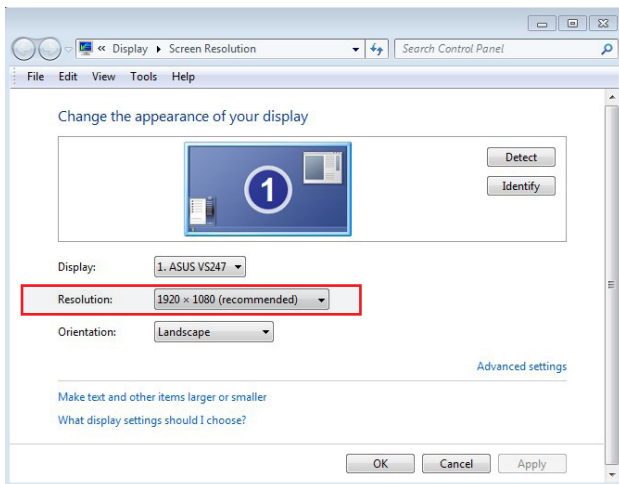 « Display ▸ Screen Resolution Search Control Panel
File Edit View Tools Help
Change the appearance of your display
1
Detect
Identify
Display: 1. ASUS VS247
Resolution: 1920 × 1080 (recommended)
Orientation: Landscape
Advanced settings
Make text and other items larger or smaller
What display settings should I choose?
OK Cancel Apply